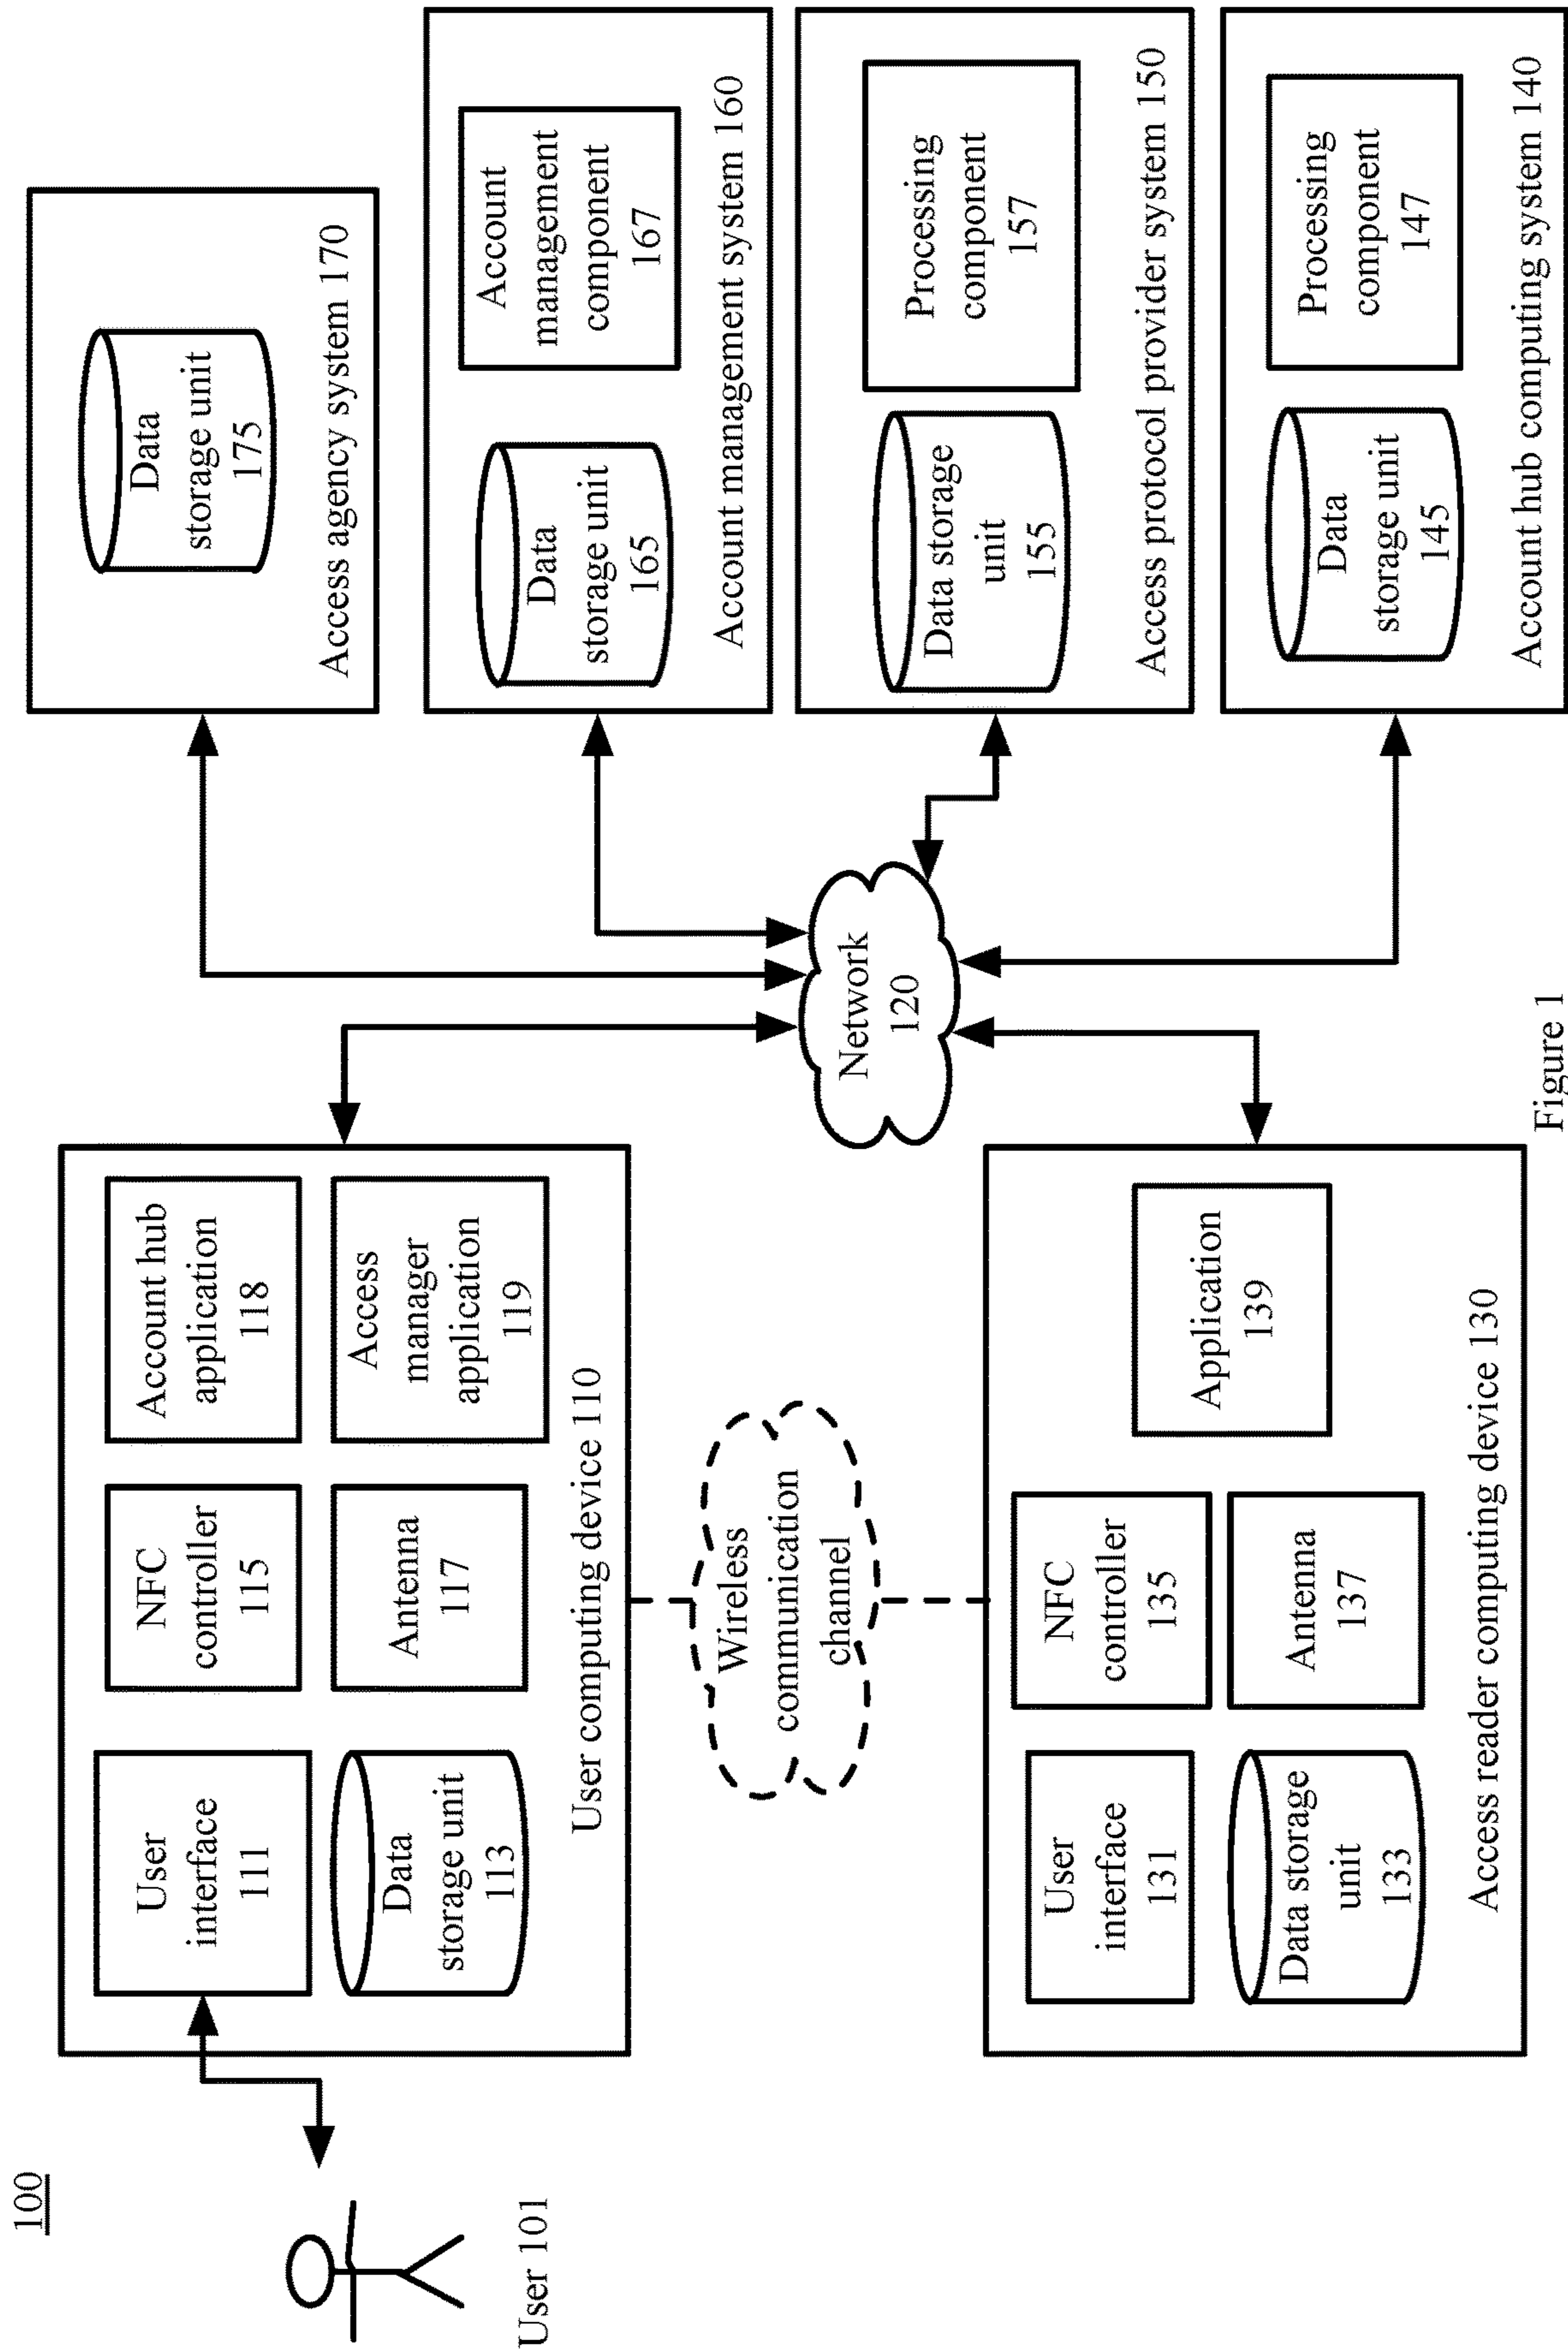 100
User 101
User
interface
111
NFC
controller
115
Account hub
application
118
Data
storage unit
113
Antenna
117
Access
manager
application
119
User computing device 110
Wireless
communication
channel
User
interface
131
NFC
controller
135
Application
139
Data storage
unit
133
Antenna
137
Access reader computing device 130
Network
120
Data
storage unit
175
Access agency system 170
Data
storage unit
165
Account
management
component
167
Account management system 160
Data storage
unit
155
Processing
component
157
Access protocol provider system 150
Data
storage unit
145
Processing
component
147
Account hub computing system 140
Figure 1